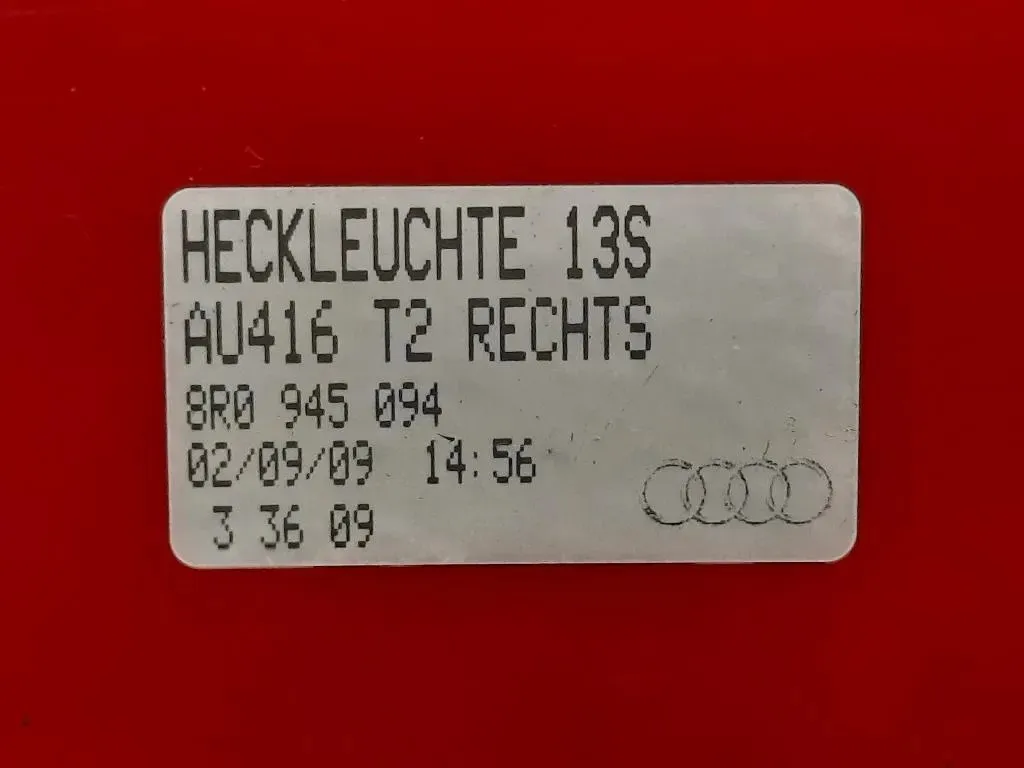 HECKLEUCHTE 13S
AU416 T2 RECHTS
8R0 945 094
02/09/09 14:56
3 36 09